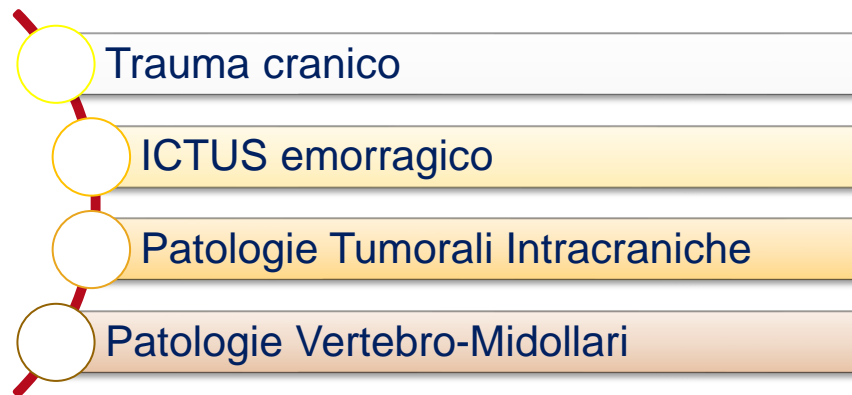 Trauma cranico
ICTUS emorragico
Patologie Tumorali Intracraniche
Patologie Vertebro-Midollari